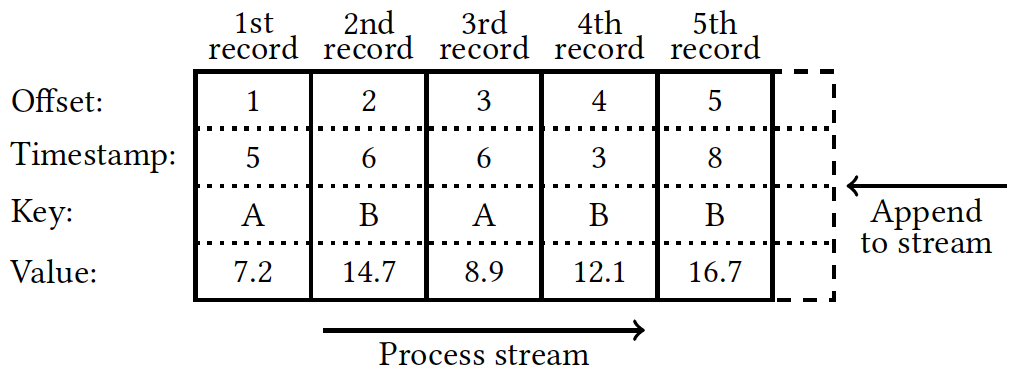 1st 2nd 3rd 4th 5th
record record record record record
Offset: 1 2 3 4 5
Timestamp: 5 6 6 3 8
Key: A B A B B
Value: 7.2 14.7 8.9 12.1 16.7
Append
to stream
Process stream